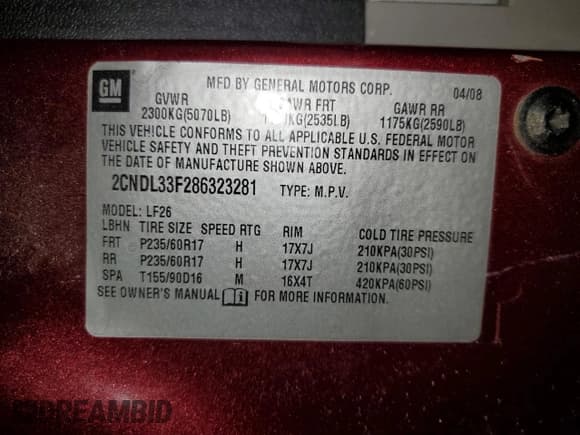 GM
MFD BY GENERAL MOTORS CORP. 04/08
GVWR GAWR FRT GAWR RR
2300KG(5070LB) KG(2535LB) 1175KG(2590LB)
THIS VEHICLE CONFORMS TO ALL APPLICABLE U.S. FEDERAL MOTOR
VEHICLE SAFETY AND THEFT PREVENTION STANDARDS IN EFFECT ON
THE DATE OF MANUFACTURE SHOWN ABOVE.
2CNDL33F286323281 TYPE: M.P.V.
MODEL: LF26
LBHN TIRE SIZE SPEED RTG RIM COLD TIRE PRESSURE
FRT P235/60R17 H 17X7J 210KPA(30PSI)
RR P235/60R17 H 17X7J 210KPA(30PSI)
SPA T155/90D16 M 16X4T 420KPA(60PSI)
SEE OWNER'S MANUAL FOR MORE INFORMATION.
DREAMBID